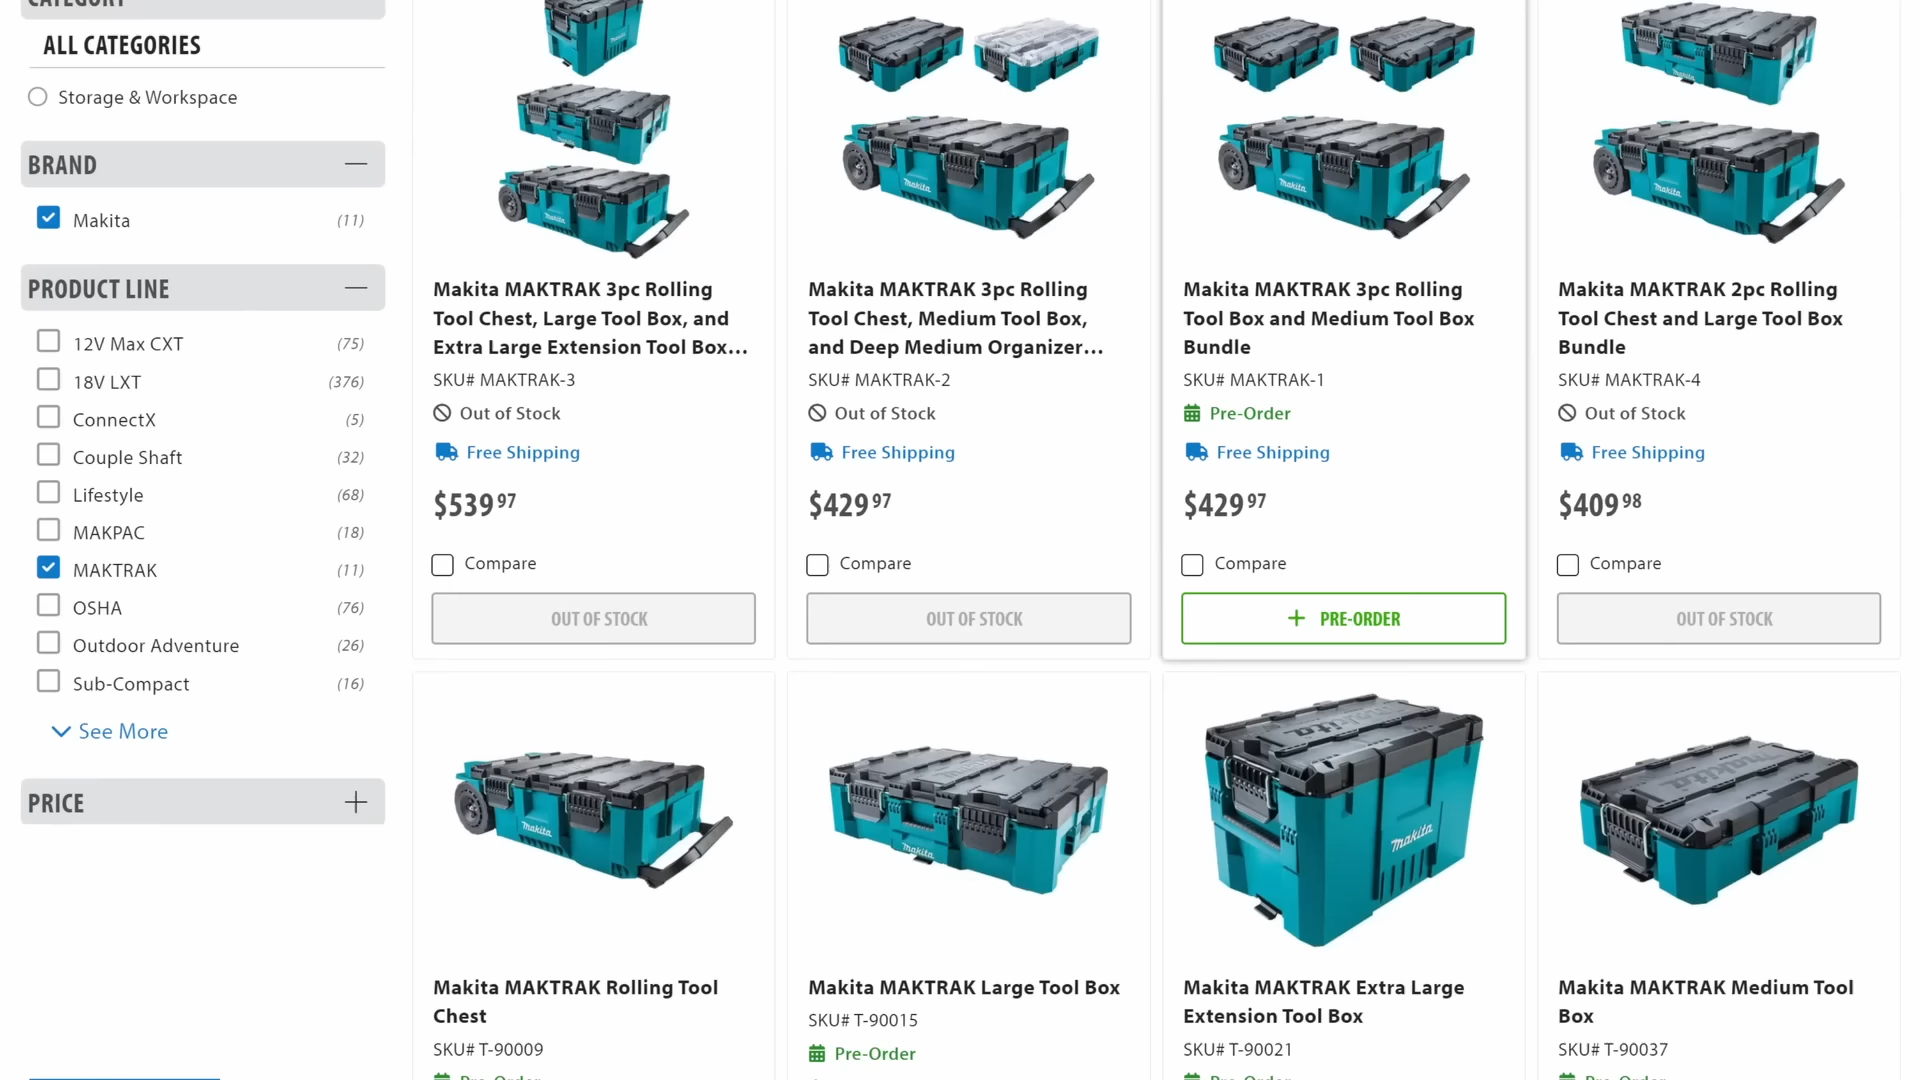 ALL CATEGORIES
Storage & Workspace
BRAND
Makita (11)
PRODUCT LINE
12V Max CXT (75)
18V LXT (376)
ConnectX (5)
Couple Shaft (32)
Lifestyle (68)
MAKPAC (18)
MAKTRAK (11)
OSHA (76)
Outdoor Adventure (26)
Sub-Compact (16)
See More
PRICE
Makita MAKTRAK 3pc Rolling
Tool Chest, Large Tool Box, and
Extra Large Extension Tool Box...
SKU# MAKTRAK-3
Out of Stock
Free Shipping
$539 97
Compare
OUT OF STOCK
Makita MAKTRAK 3pc Rolling
Tool Chest, Medium Tool Box,
and Deep Medium Organizer...
SKU# MAKTRAK-2
Out of Stock
Free Shipping
$429 97
Compare
OUT OF STOCK
Makita MAKTRAK 3pc Rolling
Tool Box and Medium Tool Box
Bundle
SKU# MAKTRAK-1
Pre-Order
Free Shipping
$429 97
Compare
+ PRE-ORDER
Makita MAKTRAK 2pc Rolling
Tool Chest and Large Tool Box
Bundle
SKU# MAKTRAK-4
Out of Stock
Free Shipping
$409 98
Compare
OUT OF STOCK
Makita
Makita MAKTRAK Rolling Tool
Chest
SKU# T-90009
Makita
Makita MAKTRAK Large Tool Box
SKU# T-90015
Pre-Order
makita
Makita MAKTRAK Extra Large
Extension Tool Box
SKU# T-90021
Makita MAKTRAK Medium Tool
Box
SKU# T-90037